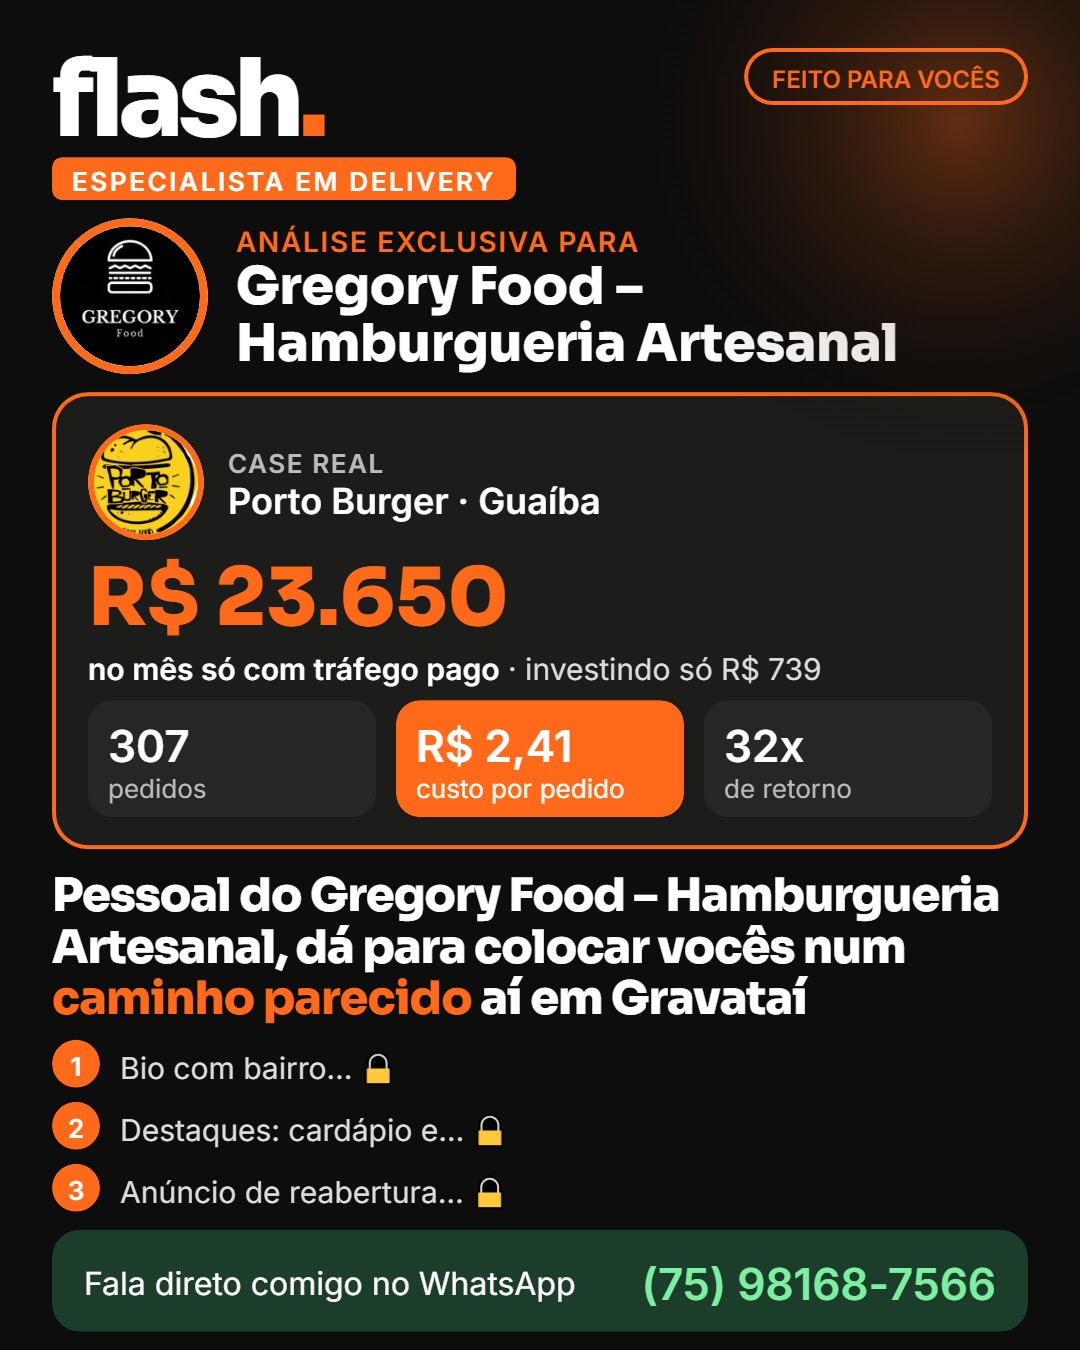 flash.
FEITO PARA VOCÊS
ESPECIALISTA EM DELIVERY
GREGORY
Food
ANÁLISE EXCLUSIVA PARA
Gregory Food –
Hamburgueria Artesanal
PORTO
BURGER
CASE REAL
Porto Burger · Guaíba
R$ 23.650
no mês só com tráfego pago · investindo só R$ 739
307
pedidos
R$ 2,41
custo por pedido
32x
de retorno
Pessoal do Gregory Food – Hamburgueria
Artesanal, dá para colocar vocês num
caminho parecido aí em Gravataí
1 Bio com bairro...
2 Destaques: cardápio e...
3 Anúncio de reabertura...
Fala direto comigo no WhatsApp (75) 98168-7566